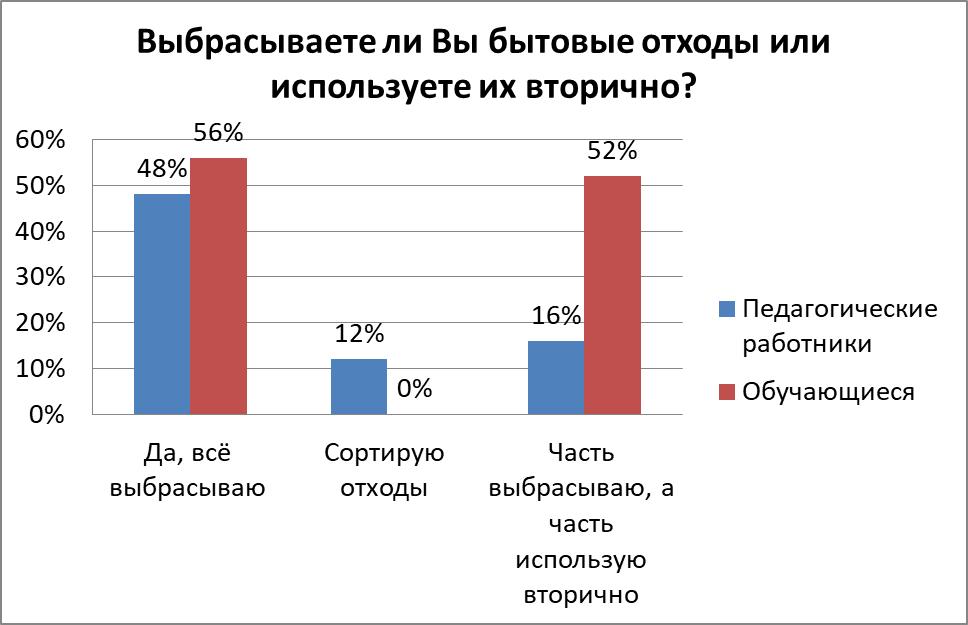 Выбрасываете ли Вы бытовые отходы или
используете их вторично?
60%
50%
40%
30%
20%
10%
0%
48%
56%
12%
0%
16%
52%
Да, всё
выбрасываю
Сортирую
отходы
Часть
выбрасываю, а
часть
использую
вторично
Педагогические
работники
Обучающиеся